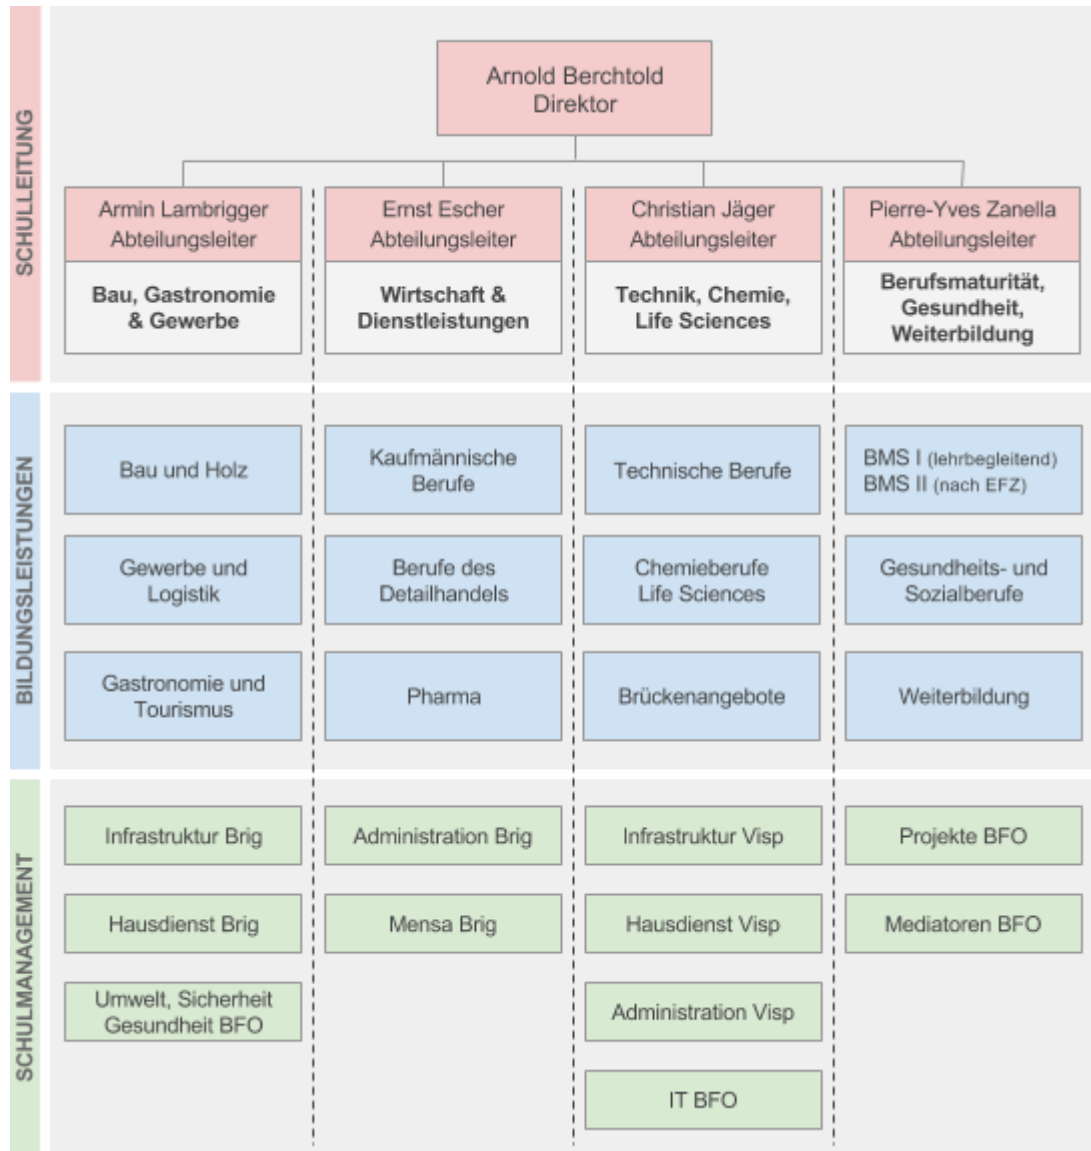 SCHULLEITUNG
Arnold Berchtold
Direktor
Armin Lambrigger
Abteilungsleiter
Bau, Gastronomie
& Gewerbe
Ernst Escher
Abteilungsleiter
Wirtschaft &
Dienstleistungen
Christian Jäger
Abteilungsleiter
Technik, Chemie,
Life Sciences
Pierre-Yves Zanella
Abteilungsleiter
Berufsmaturität,
Gesundheit,
Weiterbildung
BILDUNGSLEISTUNGEN
Bau und Holz
Kaufmännische
Berufe
Technische Berufe
BMS I (lehrbegleitend)
BMS II (nach EFZ)
Gewerbe und
Logistik
Berufe des
Detailhandels
Chemieberufe
Life Sciences
Gesundheits- und
Sozialberufe
Gastronomie und
Tourismus
Pharma
Brückenangebote
Weiterbildung
SCHULMANAGEMENT
Infrastruktur Brig
Administration Brig
Infrastruktur Visp
Projekte BFO
Hausdienst Brig
Mensa Brig
Hausdienst Visp
Mediatoren BFO
Umwelt, Sicherheit
Gesundheit BFO
Administration Visp
IT BFO